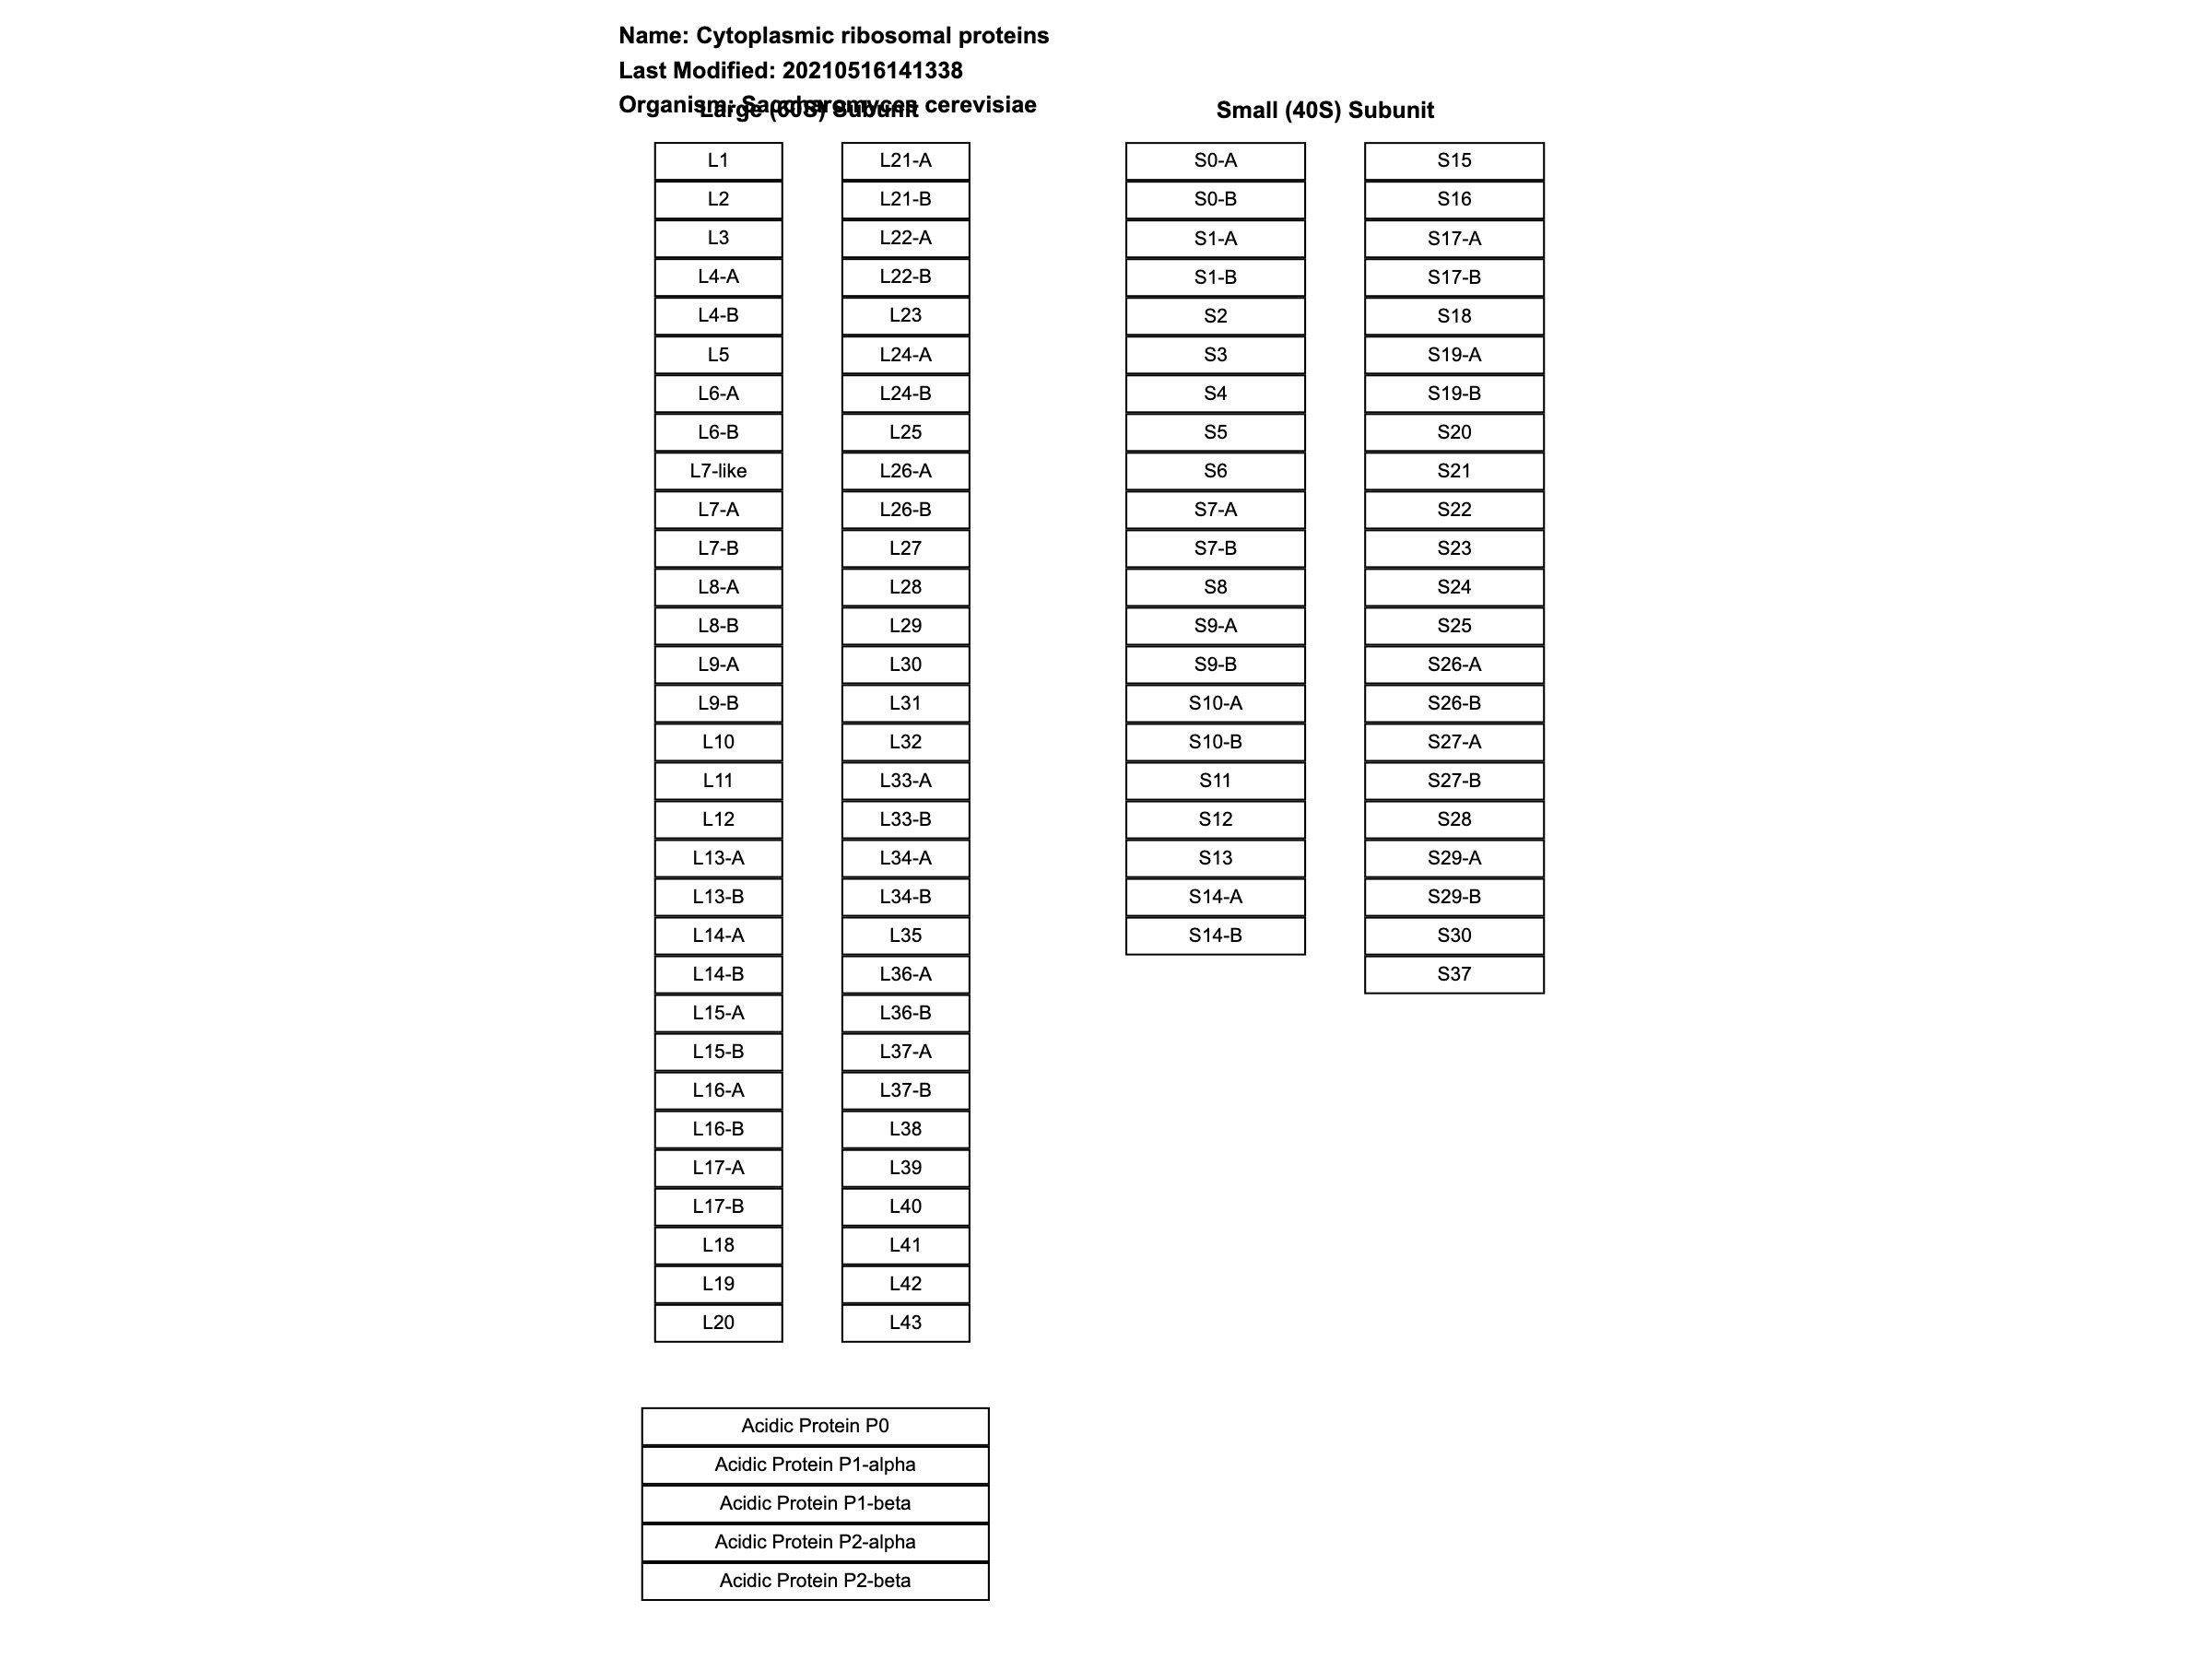 Name: Cytoplasmic ribosomal proteins
Last Modified: 20210516141338
Organism: Saccharomyces cerevisiae
Large (60S) Subunit
L1
L2
L3
L4-A
L4-B
L5
L6-A
L6-B
L7-like
L7-A
L7-B
L8-A
L8-B
L9-A
L9-B
L10
L11
L12
L13-A
L13-B
L14-A
L14-B
L15-A
L15-B
L16-A
L16-B
L17-A
L17-B
L18
L19
L20
L21-A
L21-B
L22-A
L22-B
L23
L24-A
L24-B
L25
L26-A
L26-B
L27
L28
L29
L30
L31
L32
L33-A
L33-B
L34-A
L34-B
L35
L36-A
L36-B
L37-A
L37-B
L38
L39
L40
L41
L42
L43
Acidic Protein P0
Acidic Protein P1-alpha
Acidic Protein P1-beta
Acidic Protein P2-alpha
Acidic Protein P2-beta
Small (40S) Subunit
S0-A
S0-B
S1-A
S1-B
S2
S3
S4
S5
S6
S7-A
S7-B
S8
S9-A
S9-B
S10-A
S10-B
S11
S12
S13
S14-A
S14-B
S15
S16
S17-A
S17-B
S18
S19-A
S19-B
S20
S21
S22
S23
S24
S25
S26-A
S26-B
S27-A
S27-B
S28
S29-A
S29-B
S30
S37